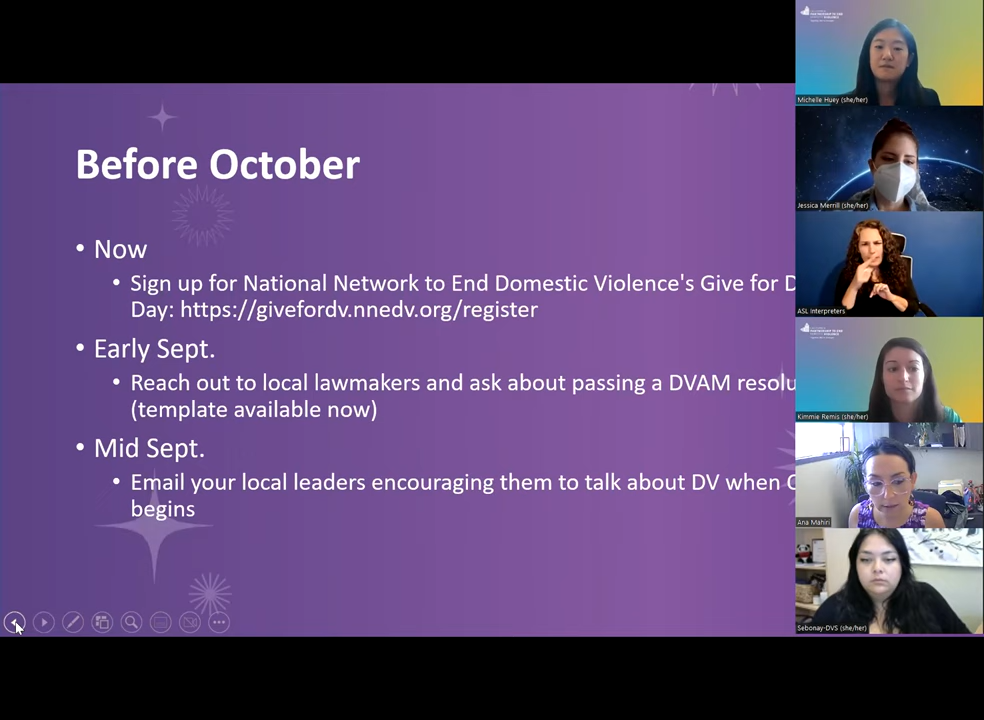 Before October
• Now
• Sign up for National Network to End Domestic Violence's Give for D
Day: https://givefordv.nnedv.org/register
• Early Sept.
• Reach out to local lawmakers and ask about passing a DVAM resolu
(template available now)
• Mid Sept.
• Email your local leaders encouraging them to talk about DV when
begins
Michelle Huey (she/her)
Jessica Merrill (she/her)
ASL Interpreters
Kimmie Remis (she/her)
Ana Mahiri
Sebonay-DVS (she/her)